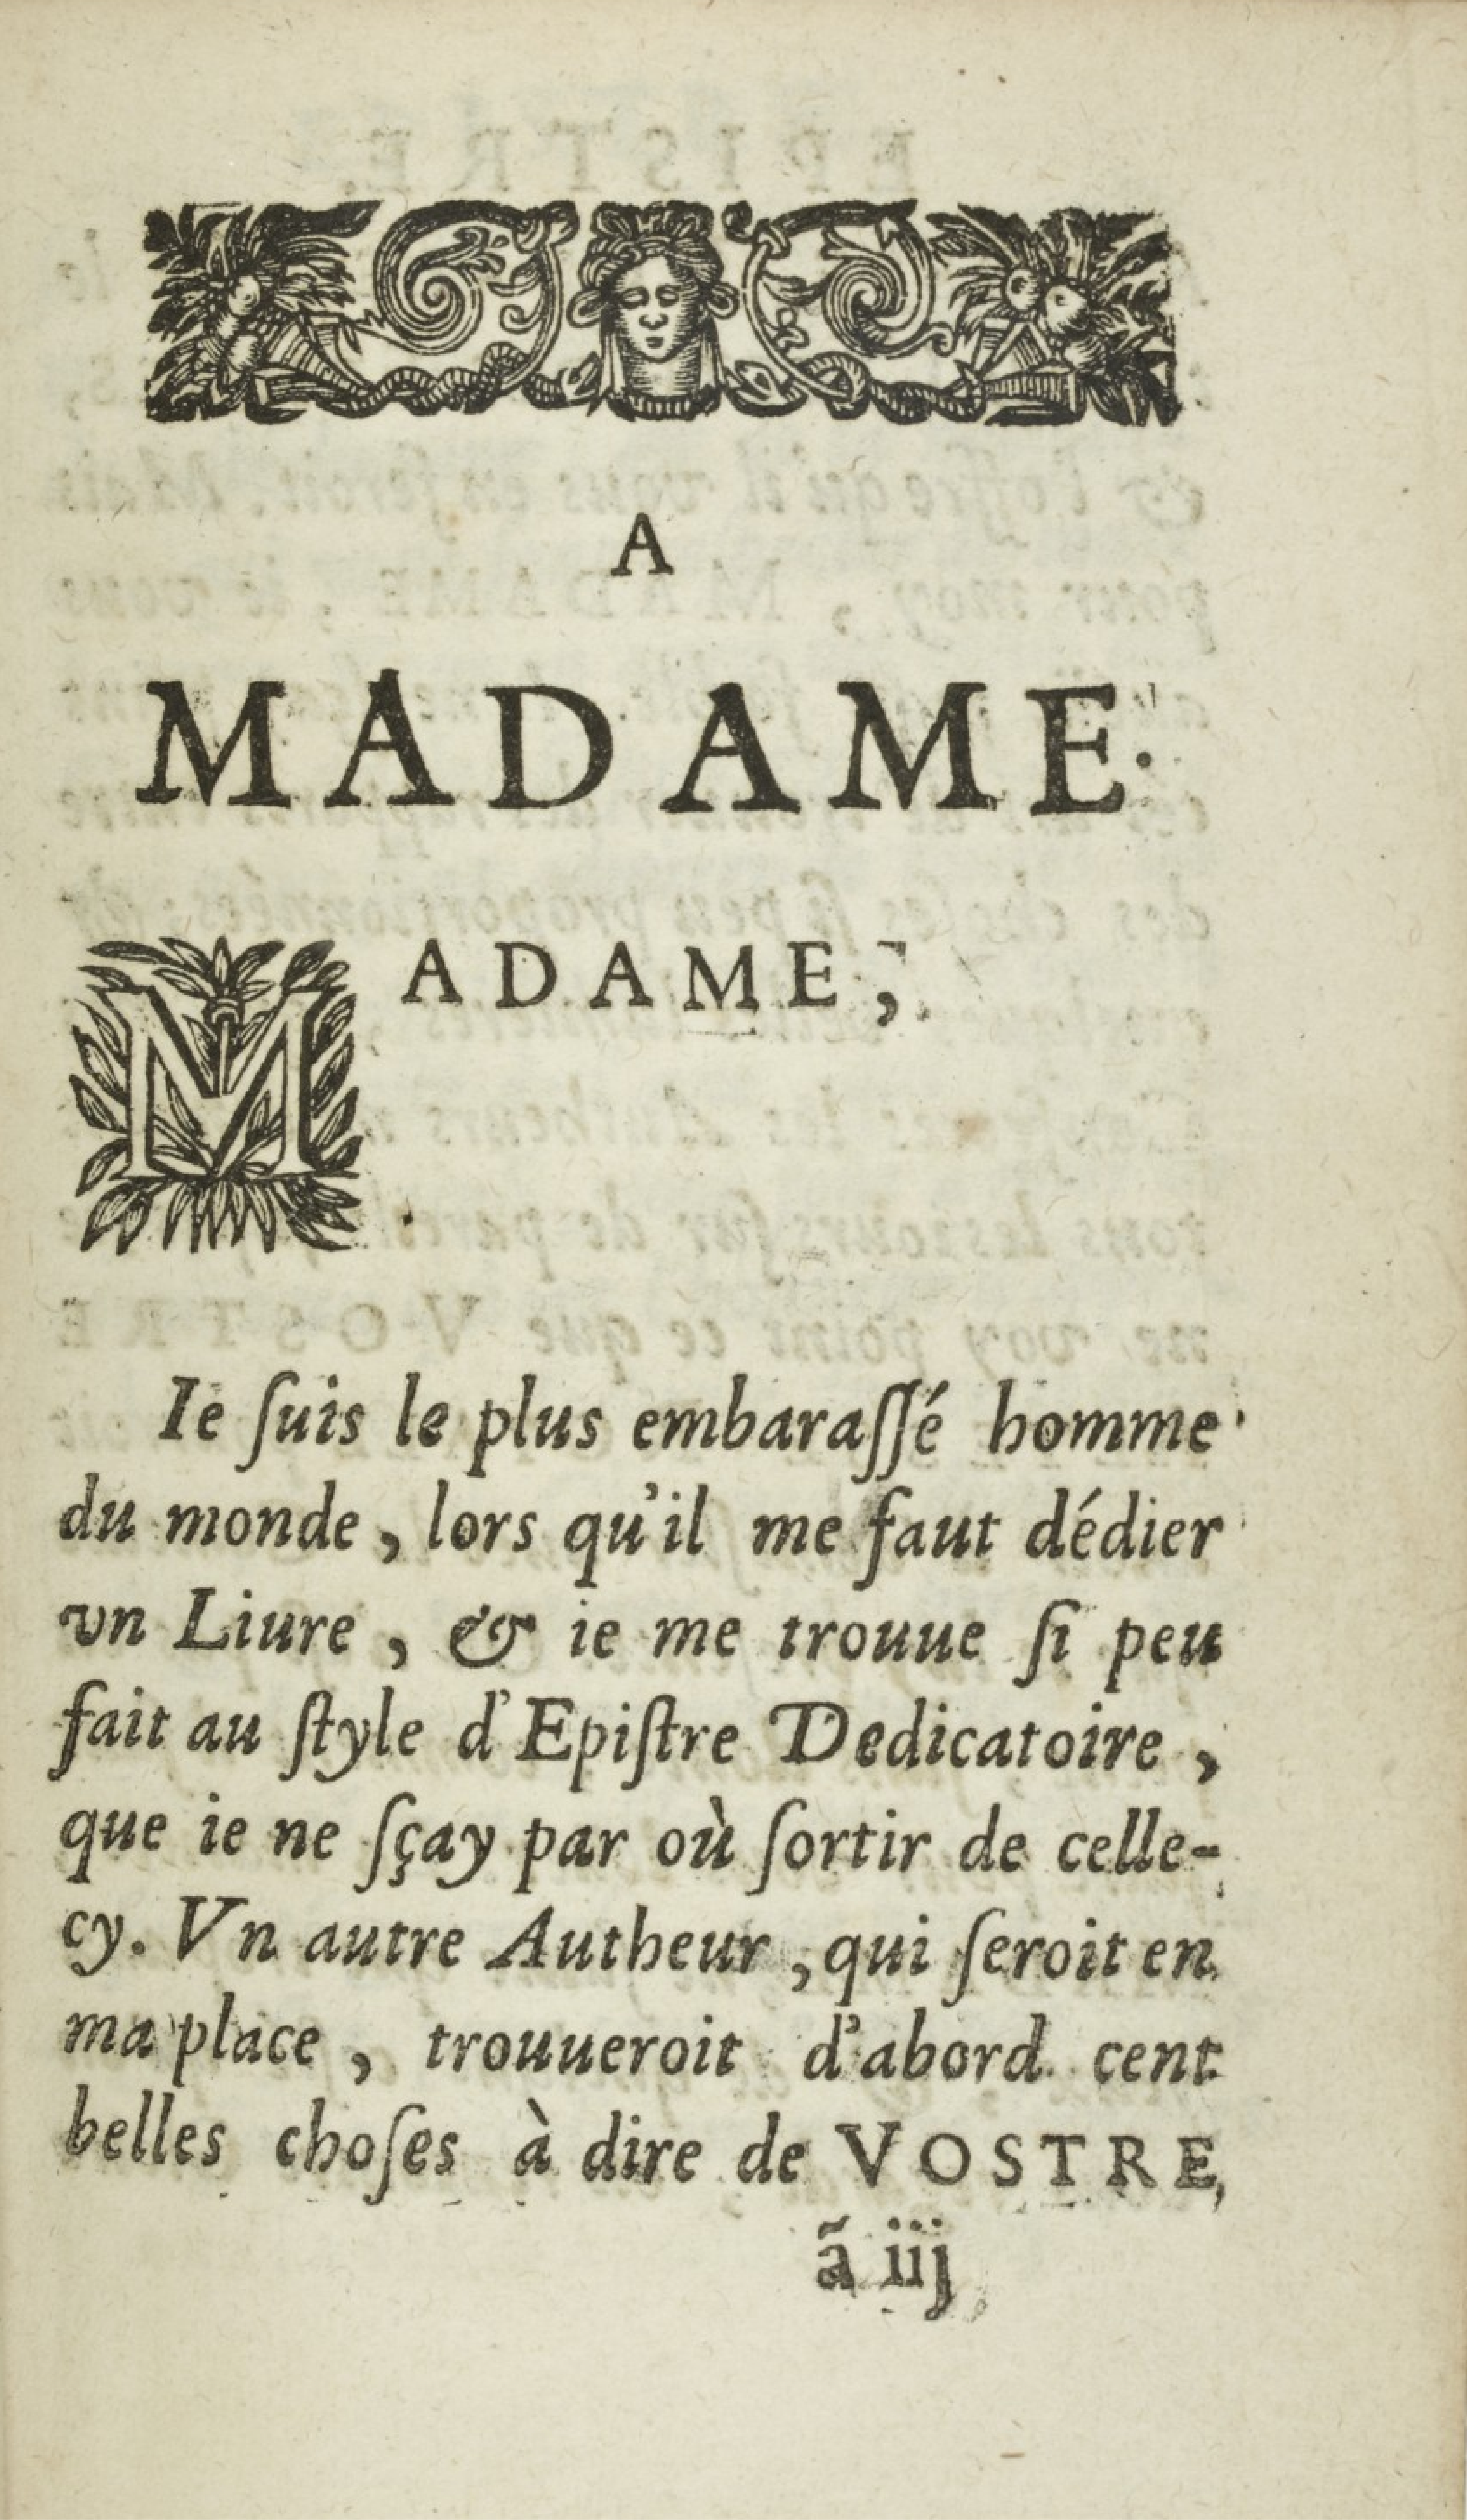 A
MADAME.
MADAME,
Ie ſuis le plus embaraſſé homme
du monde, lors qu'il me faut dédier
vn Liure, & ie me trouue ſi peu
fait au ſtyle d'Epiſtre Dedicatoire,
que ie ne ſçay par où ſortir de celle-
cy. Vn autre Autheur, qui ſeroit en
ma place, trouueroit d'abord cent
belles choſes à dire de VOSTRE
ã iij